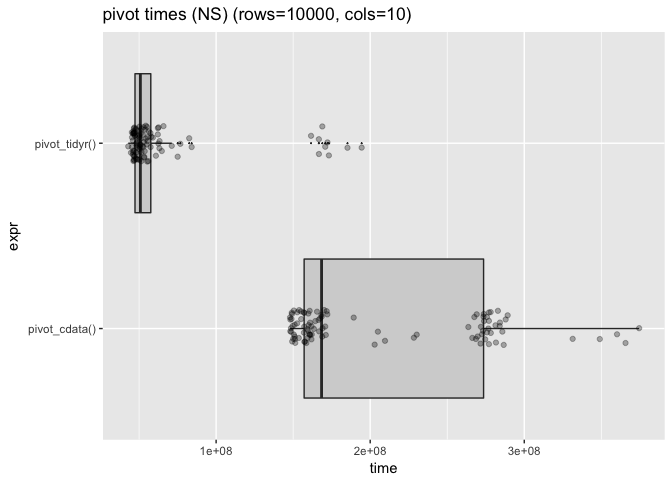 pivot times (NS) (rows=10000, cols=10)
pivot_tidyr()
expr
pivot_cdata()
1e+08 2e+08 3e+08
time